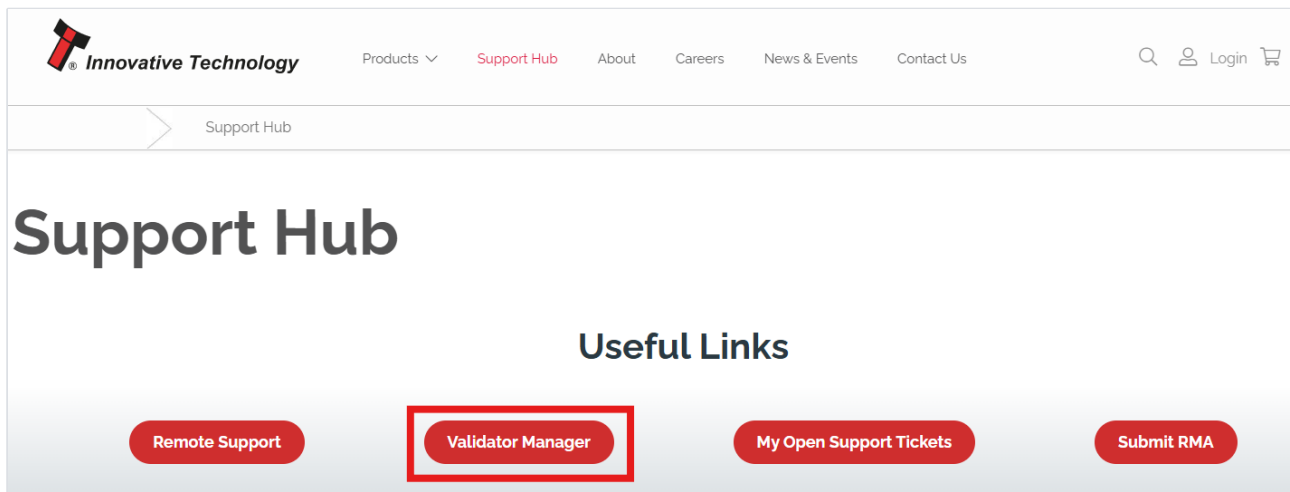 ® Innovative Technology
Products
Support Hub
About
Careers
News & Events
Contact Us
Login
Support Hub
Support Hub
Useful Links
Remote Support
Validator Manager
My Open Support Tickets
Submit RMA